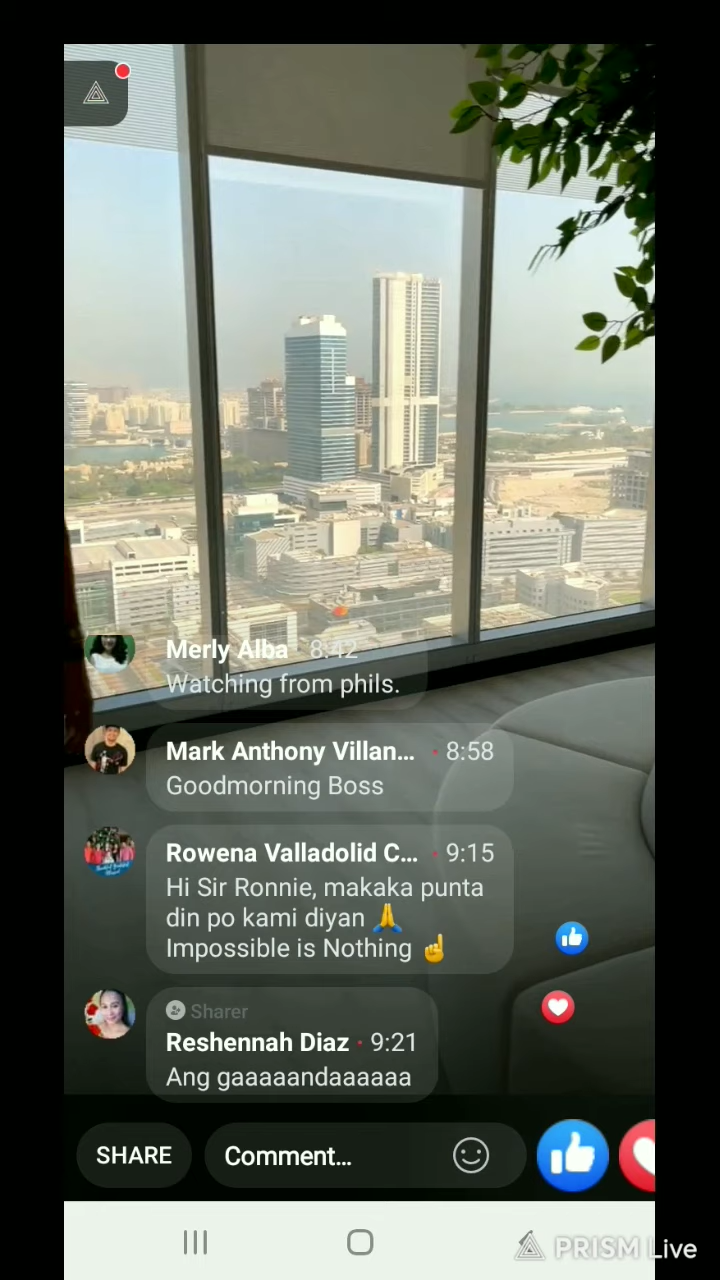 Merly Alba 8:42
Watching from phils.
Mark Anthony Villan... • 8:58
Goodmorning Boss
Rowena Valladolid C... • 9:15
Hi Sir Ronnie, makaka punta
din po kami diyan 🙏
Impossible is Nothing ☝
Sharer
Reshennah Diaz • 9:21
Ang gaaaaandaaaaaa
SHARE
Comment...
PRISM Live